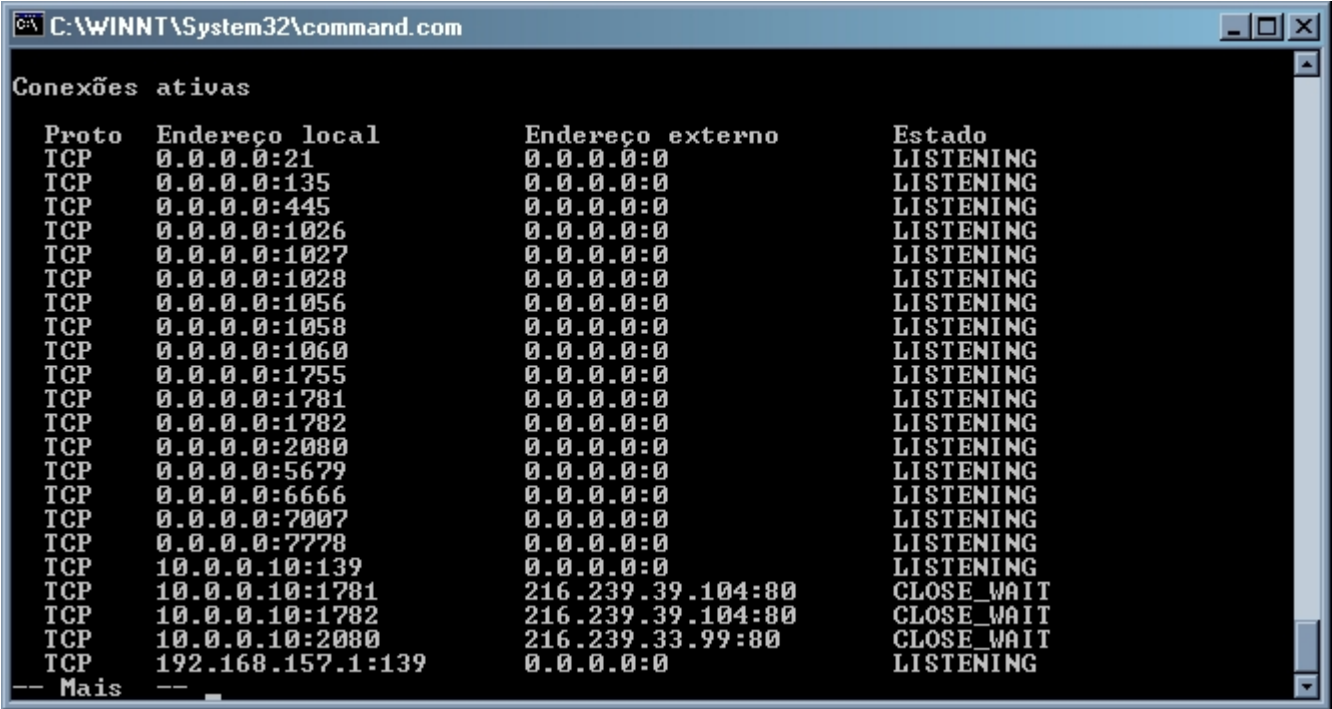 C:\WINNT\System32\command.com
Conexões ativas
Proto Endereço local Endereço externo Estado
TCP 0.0.0.0:21 0.0.0.0:0 LISTENING
TCP 0.0.0.0:135 0.0.0.0:0 LISTENING
TCP 0.0.0.0:445 0.0.0.0:0 LISTENING
TCP 0.0.0.0:1026 0.0.0.0:0 LISTENING
TCP 0.0.0.0:1027 0.0.0.0:0 LISTENING
TCP 0.0.0.0:1028 0.0.0.0:0 LISTENING
TCP 0.0.0.0:1056 0.0.0.0:0 LISTENING
TCP 0.0.0.0:1058 0.0.0.0:0 LISTENING
TCP 0.0.0.0:1060 0.0.0.0:0 LISTENING
TCP 0.0.0.0:1755 0.0.0.0:0 LISTENING
TCP 0.0.0.0:1781 0.0.0.0:0 LISTENING
TCP 0.0.0.0:1782 0.0.0.0:0 LISTENING
TCP 0.0.0.0:2080 0.0.0.0:0 LISTENING
TCP 0.0.0.0:5679 0.0.0.0:0 LISTENING
TCP 0.0.0.0:6666 0.0.0.0:0 LISTENING
TCP 0.0.0.0:7007 0.0.0.0:0 LISTENING
TCP 0.0.0.0:7778 0.0.0.0:0 LISTENING
TCP 10.0.0.10:139 0.0.0.0:0 LISTENING
TCP 10.0.0.10:1781 216.239.39.104:80 CLOSE_WAIT
TCP 10.0.0.10:1782 216.239.39.104:80 CLOSE_WAIT
TCP 10.0.0.10:2080 216.239.33.99:80 CLOSE_WAIT
TCP 192.168.157.1:139 0.0.0.0:0 LISTENING
-- Mais -- _